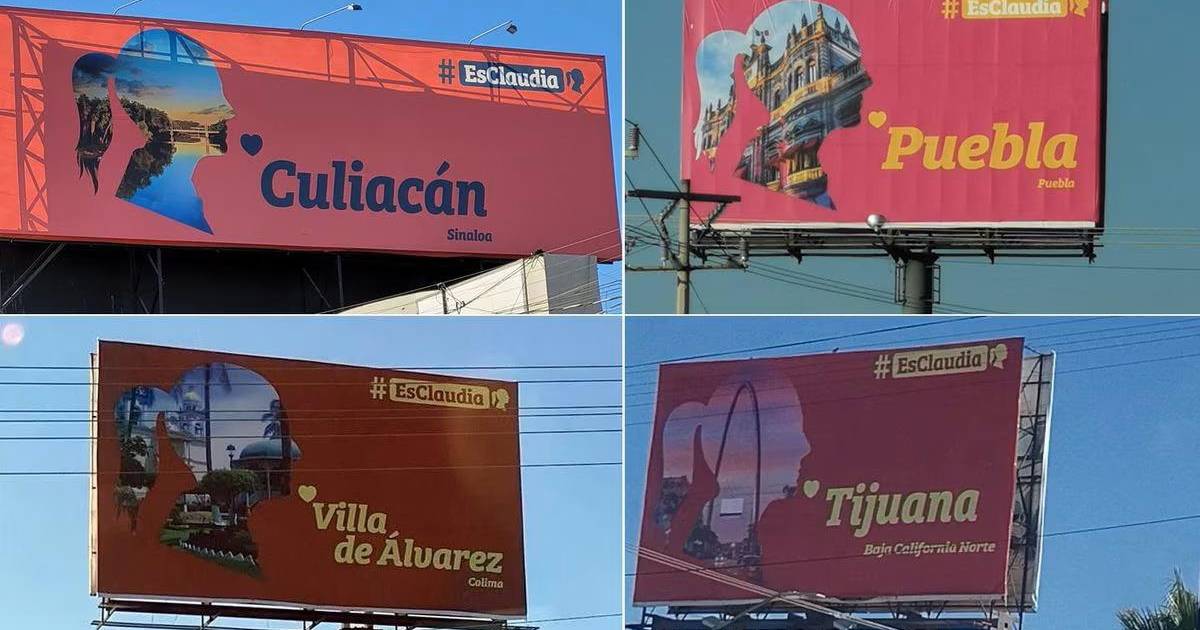 #EsClaudia
Culiacán
Sinaloa
#EsClaudia
Puebla
Puebla
#EsClaudia
Villa
de Álvarez
Colima
#EsClaudia
Tijuana
Baja California Norte